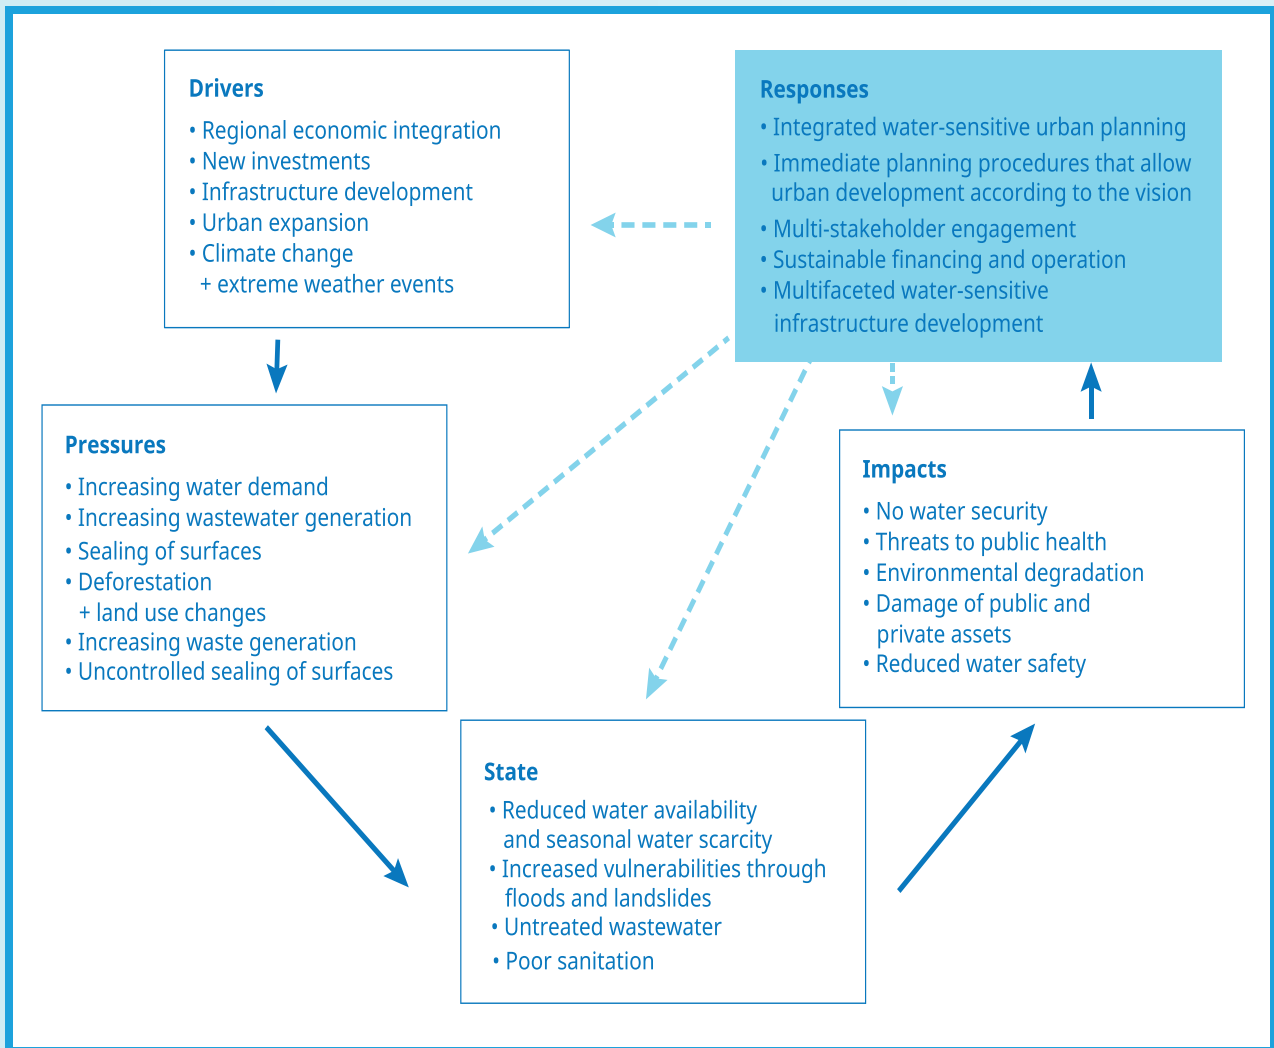 Drivers
• Regional economic integration
• New investments
• Infrastructure development
• Urban expansion
• Climate change
+ extreme weather events
Responses
• Integrated water-sensitive urban planning
• Immediate planning procedures that allow
urban development according to the vision
• Multi-stakeholder engagement
• Sustainable financing and operation
• Multifaceted water-sensitive
infrastructure development
Pressures
• Increasing water demand
• Increasing wastewater generation
• Sealing of surfaces
• Deforestation
+ land use changes
• Increasing waste generation
• Uncontrolled sealing of surfaces
Impacts
• No water security
• Threats to public health
• Environmental degradation
• Damage of public and
private assets
• Reduced water safety
State
• Reduced water availability
and seasonal water scarcity
• Increased vulnerabilities through
floods and landslides
• Untreated wastewater
• Poor sanitation